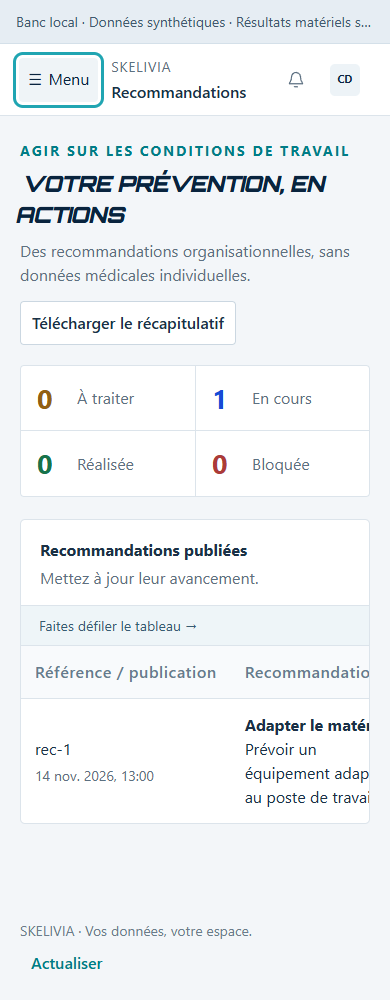 Banc local · Données synthétiques · Résultats matériels s...
☰ Menu
SKELIVIA
Recommandations
CD
AGIR SUR LES CONDITIONS DE TRAVAIL
VOTRE PRÉVENTION, EN
ACTIONS
Des recommandations organisationnelles, sans
données médicales individuelles.
Télécharger le récapitulatif
0 À traiter
1 En cours
0 Réalisée
0 Bloquée
Recommandations publiées
Mettez à jour leur avancement.
Faites défiler le tableau →
Référence / publication
Recommandatio
rec-1
14 nov. 2026, 13:00
Adapter le matér
Prévoir un
équipement adap
au poste de travai
SKELIVIA · Vos données, votre espace.
Actualiser